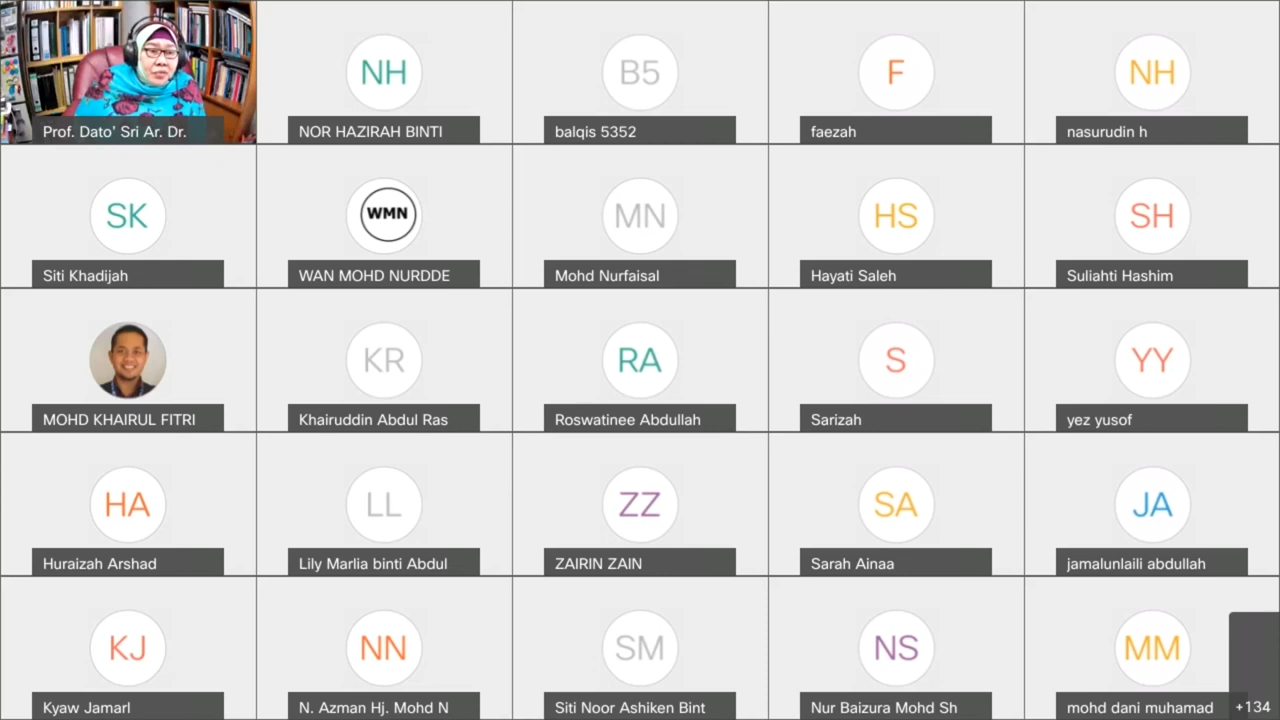 Prof. Dato' Sri Ar. Dr.
NH
NOR HAZIRAH BINTI
B5
balqis 5352
F
faezah
NH
nasurudin h
SK
Siti Khadijah
WMN
WAN MOHD NURDDE
MN
Mohd Nurfaisal
HS
Hayati Saleh
SH
Suliahti Hashim
MOHD KHAIRUL FITRI
KR
Khairuddin Abdul Ras
RA
Roswatinee Abdullah
S
Sarizah
YY
yez yusof
HA
Huraizah Arshad
LL
Lily Marlia binti Abdul
ZZ
ZAIRIN ZAIN
SA
Sarah Ainaa
JA
jamalunlaili abdullah
KJ
Kyaw Jamarl
NN
N. Azman Hj. Mohd N
SM
Siti Noor Ashiken Bint
NS
Nur Baizura Mohd Sh
MM
mohd dani muhamad
+134